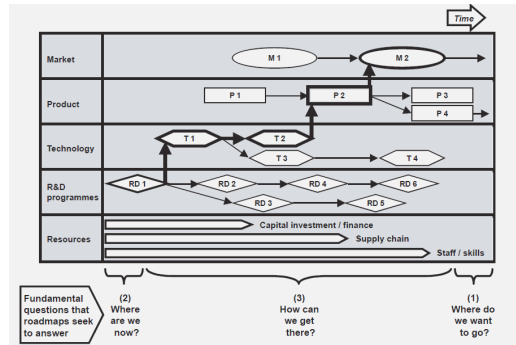 Time
Market
M 1
M 2
Product
P 1
P 2
P 3
P 4
Technology
T 1
T 2
T 3
T 4
R&D
programmes
RD 1
RD 2
RD 4
RD 6
RD 3
RD 5
Resources
Capital investment / finance
Supply chain
Staff / skills
Fundamental
questions that
roadmaps seek
to answer
(2)
Where
are we
now?
(3)
How can
we get
there?
(1)
Where do
we want
to go?